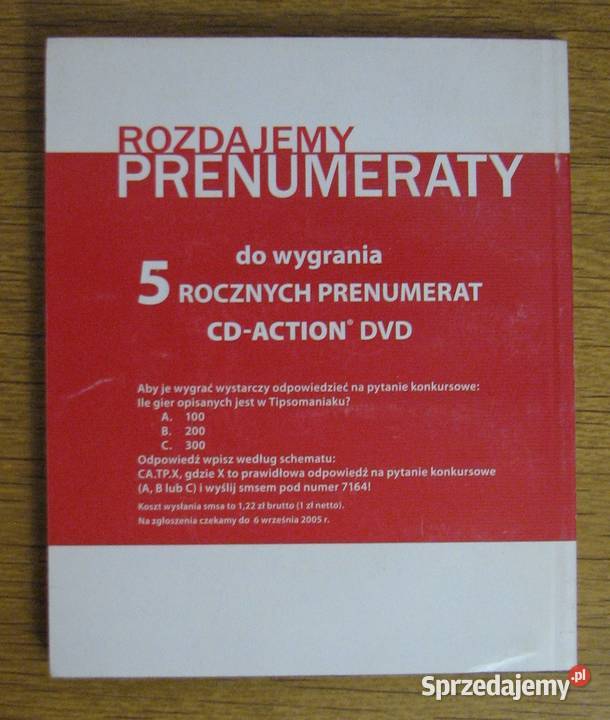 ROZDAJEMY
PRENUMERATY
do wygrania
5 ROCZNYCH PRENUMERAT
CD-ACTION® DVD
Aby je wygrać wystarczy odpowiedzieć na pytanie konkursowe:
Ile gier opisanych jest w Tipsomaniaku?
A. 100
B. 200
C. 300
Odpowiedź wpisz według schematu:
CA.TP.X, gdzie X to prawidłowa odpowiedź na pytanie konkursowe
(A, B lub C) i wyślij smsem pod numer 7164!
Koszt wysłania smsa to 1,22 zł brutto (1 zł netto).
Na zgłoszenia czekamy do 6 września 2005 r.
Sprzedajemy.pl